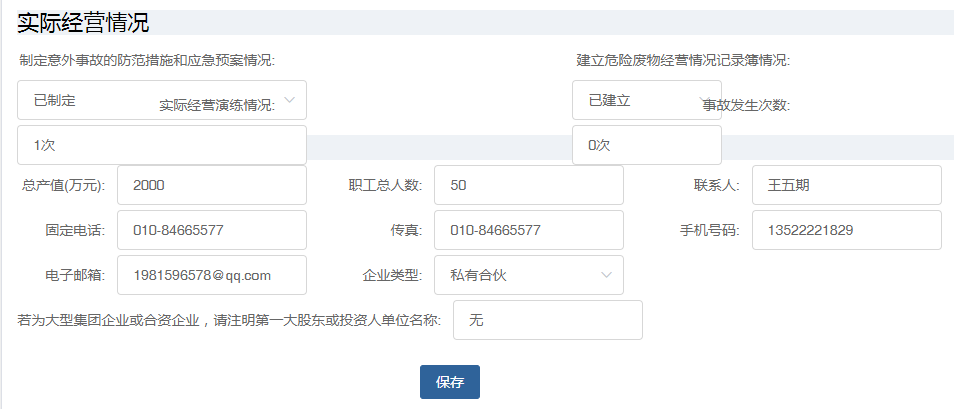 实际经营情况
制定意外事故的防范措施和应急预案情况: 建立危险废物经营情况记录簿情况:
已制定 实际经营演练情况: 已建立 事故发生次数:
1次 0次
总产值(万元): 2000 职工总人数: 50 联系人: 王五期
固定电话: 010-84665577 传真: 010-84665577 手机号码: 13522221829
电子邮箱: 1981596578@qq.com 企业类型: 私有合伙
若为大型集团企业或合资企业，请注明第一大股东或投资人单位名称: 无
保存